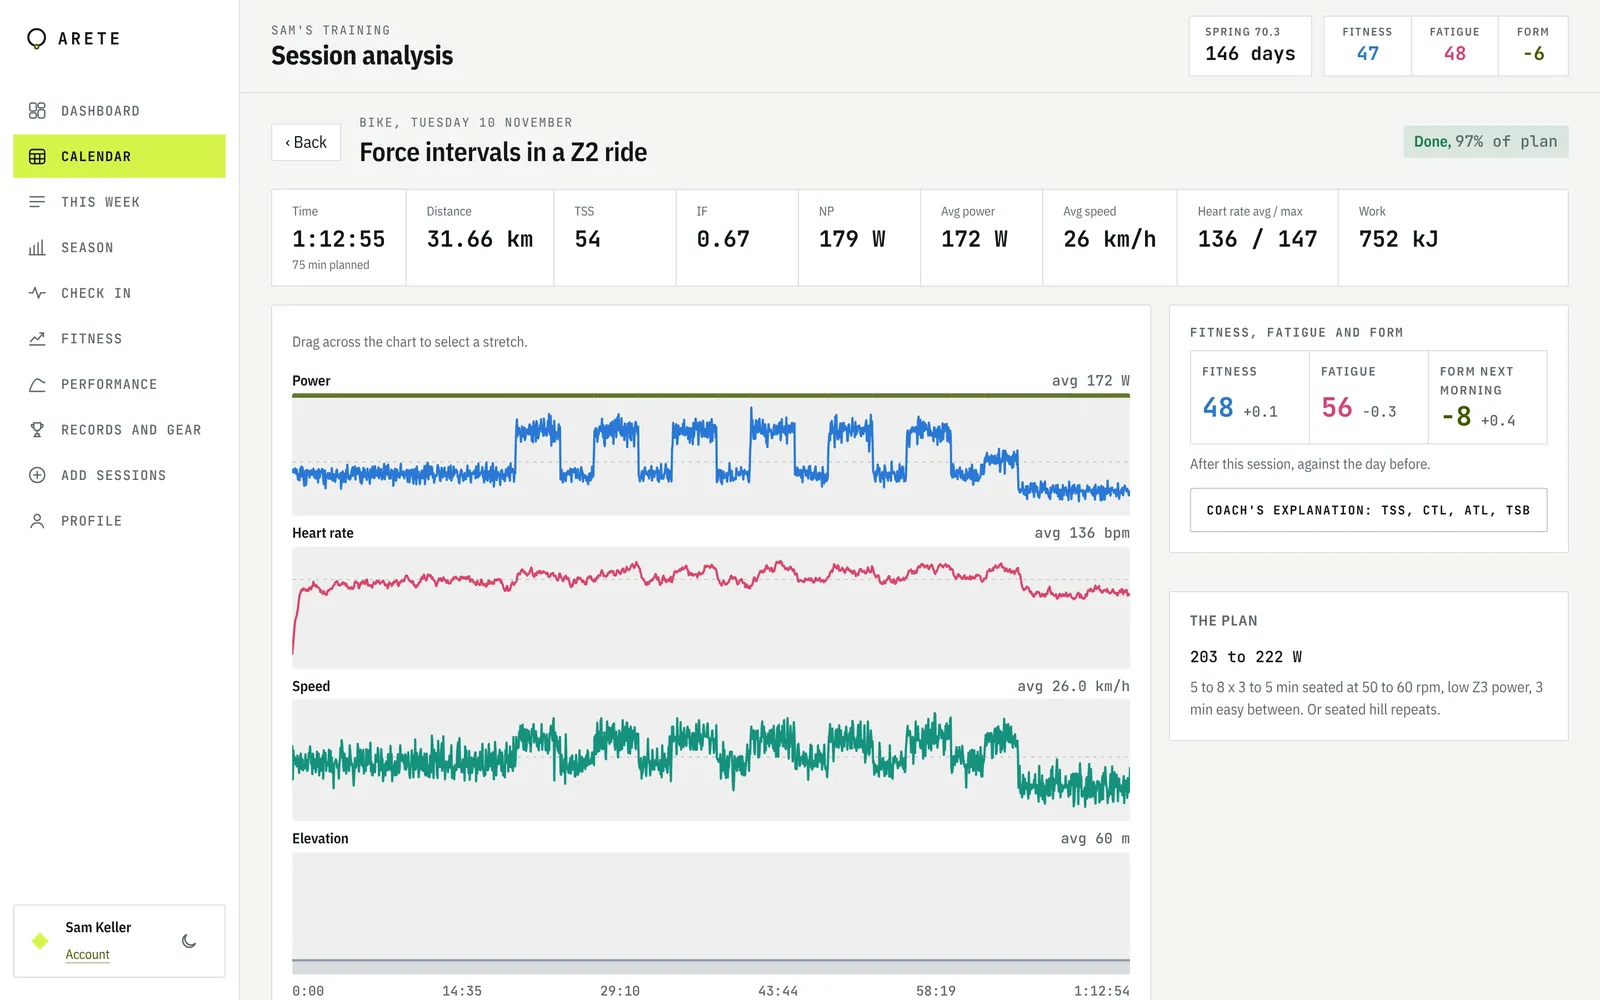 ARETE
DASHBOARD
CALENDAR
THIS WEEK
SEASON
CHECK IN
FITNESS
PERFORMANCE
RECORDS AND GEAR
ADD SESSIONS
PROFILE
Sam Keller
Account
SAM'S TRAINING
Session analysis
SPRING 70.3
146 days
FITNESS
47
FATIGUE
48
FORM
-6
‹ Back
BIKE, TUESDAY 10 NOVEMBER
Force intervals in a Z2 ride
Done, 97% of plan
Time
1:12:55
75 min planned
Distance
31.66 km
TSS
54
IF
0.67
NP
179 W
Avg power
172 W
Avg speed
26 km/h
Heart rate avg / max
136 / 147
Work
752 kJ
Drag across the chart to select a stretch.
Power
avg 172 W
Heart rate
avg 136 bpm
Speed
avg 26.0 km/h
Elevation
avg 60 m
0:00 14:35 29:10 43:44 58:19 1:12:54
FITNESS, FATIGUE AND FORM
FITNESS
48 +0.1
FATIGUE
56 -0.3
FORM NEXT
MORNING
-8 +0.4
After this session, against the day before.
COACH'S EXPLANATION: TSS, CTL, ATL, TSB
THE PLAN
203 to 222 W
5 to 8 x 3 to 5 min seated at 50 to 60 rpm, low Z3 power, 3
min easy between. Or seated hill repeats.